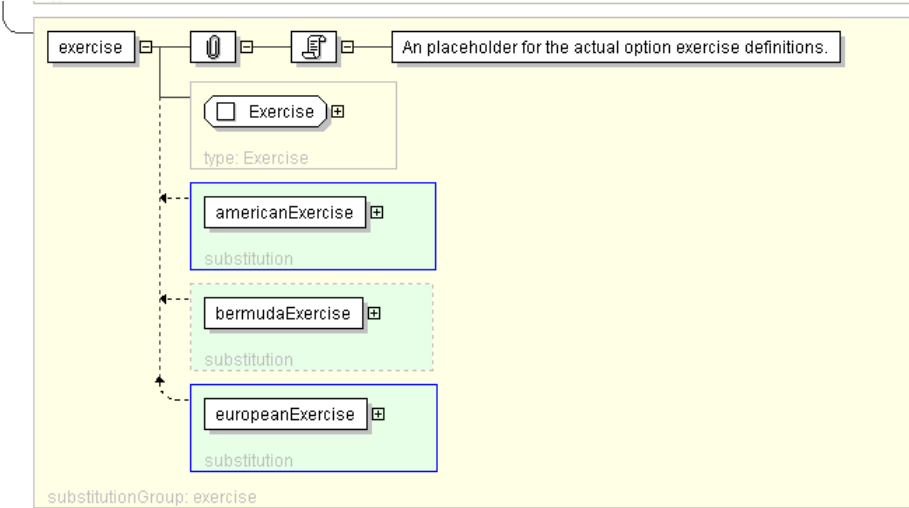 exercise
An placeholder for the actual option exercise definitions.
Exercise
type: Exercise
americanExercise
substitution
bermudaExercise
substitution
europeanExercise
substitution
substitutionGroup: exercise